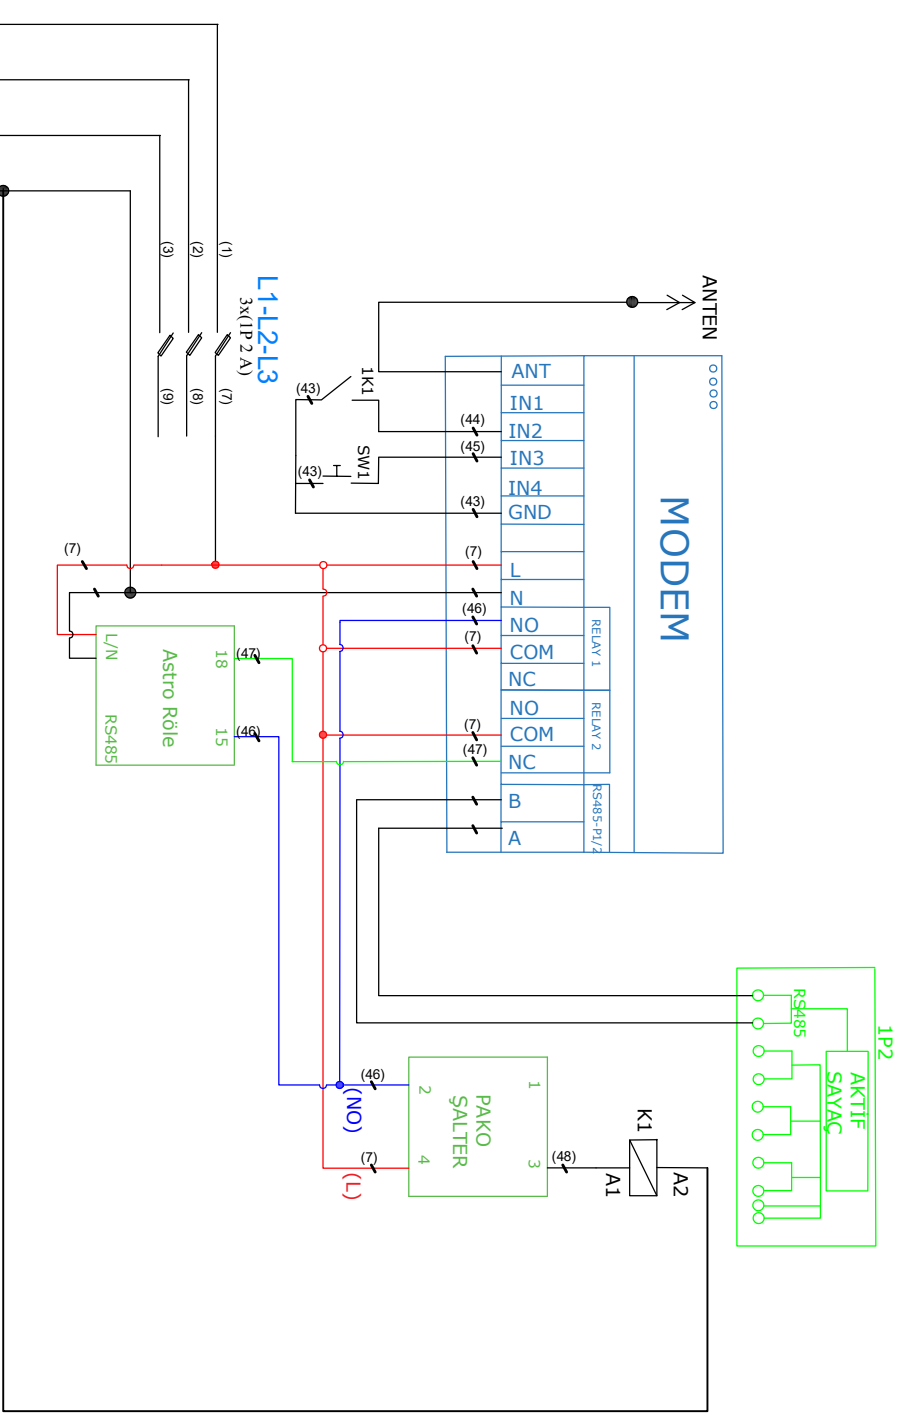 ANTEN
L1-L2-L3
3x(1P 2 A)
(1)
(2)
(3)
(7)
(8)
(9)
MODEM
ANT
IN1
IN2
IN3
IN4
GND
L
N
NO
COM
NC
RELAY 1
NO
COM
NC
RELAY 2
B
A
RS485-P1/2
1K1
(43)
(44)
SW1
(43)
(45)
(43)
(7)
(7)
(46)
(7)
(7)
(47)
L/N
RS485
Astro Röle
18
15
(47)
(46)
1P2
AKTİF
SAYAÇ
RS485
PAKO
ŞALTER
1
2
3
4
(46)
(NO)
(7)
(L)
(48)
K1
A1
A2